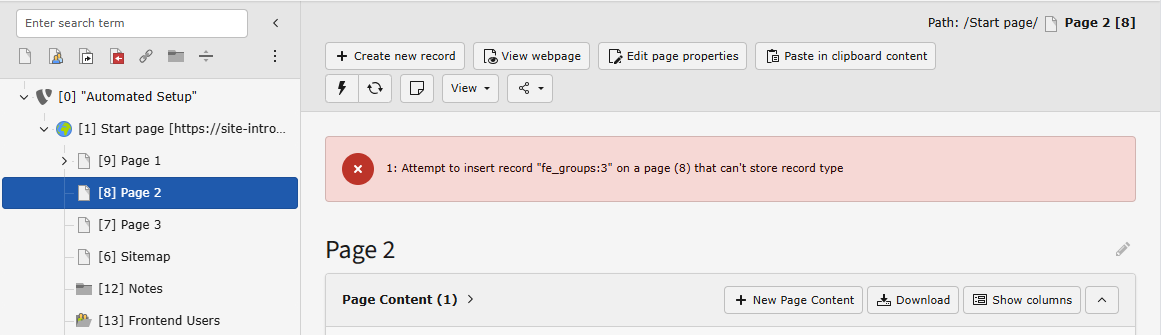 Enter search term
[0] "Automated Setup"
[1] Start page [https://site-intro...
[9] Page 1
[8] Page 2
[7] Page 3
[6] Sitemap
[12] Notes
[13] Frontend Users
Path: /Start page/ Page 2 [8]
Create new record View webpage Edit page properties Paste in clipboard content
View
1: Attempt to insert record "fe_groups:3" on a page (8) that can't store record type
Page 2
Page Content (1) New Page Content Download Show columns